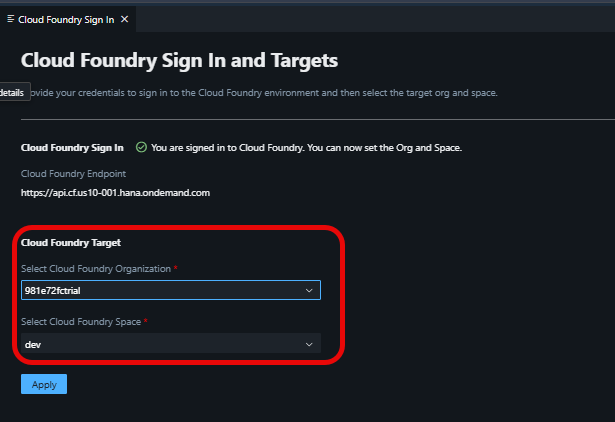 Cloud Foundry Sign In
Cloud Foundry Sign In and Targets
details
ovide your credentials to sign in to the Cloud Foundry environment and then select the target org and space.
Cloud Foundry Sign In You are signed in to Cloud Foundry. You can now set the Org and Space.
Cloud Foundry Endpoint
https://api.cf.us10-001.hana.ondemand.com
Cloud Foundry Target
Select Cloud Foundry Organization *
981e72fctrial
Select Cloud Foundry Space *
dev
Apply